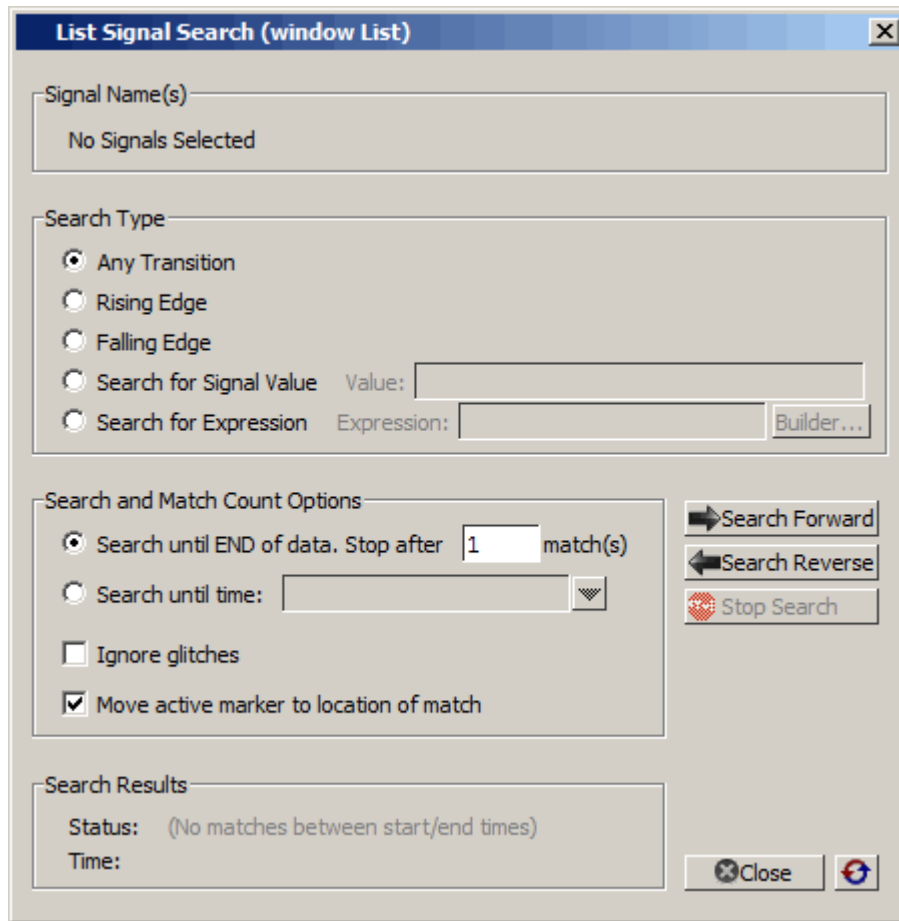 List Signal Search (window List)
Signal Name(s)
No Signals Selected
Search Type
Any Transition
Rising Edge
Falling Edge
Search for Signal Value Value:
Search for Expression Expression: Builder...
Search and Match Count Options
Search until END of data. Stop after 1 match(s)
Search until time:
Ignore glitches
Move active marker to location of match
Search Forward
Search Reverse
Stop Search
Search Results
Status: (No matches between start/end times)
Time:
Close